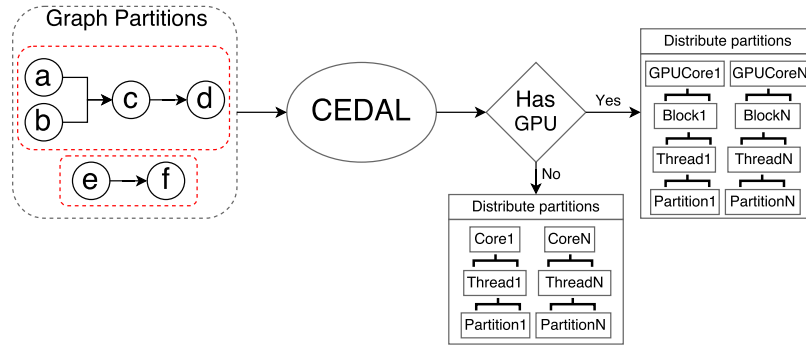 Graph Partitions
a
b
c
d
e
f
CEDAL
Has
GPU
Yes
No
Distribute partitions
GPUCore1 GPUCoreN
Block1 BlockN
Thread1 ThreadN
Partition1 PartitionN
Distribute partitions
Core1 CoreN
Thread1 ThreadN
Partition1 PartitionN